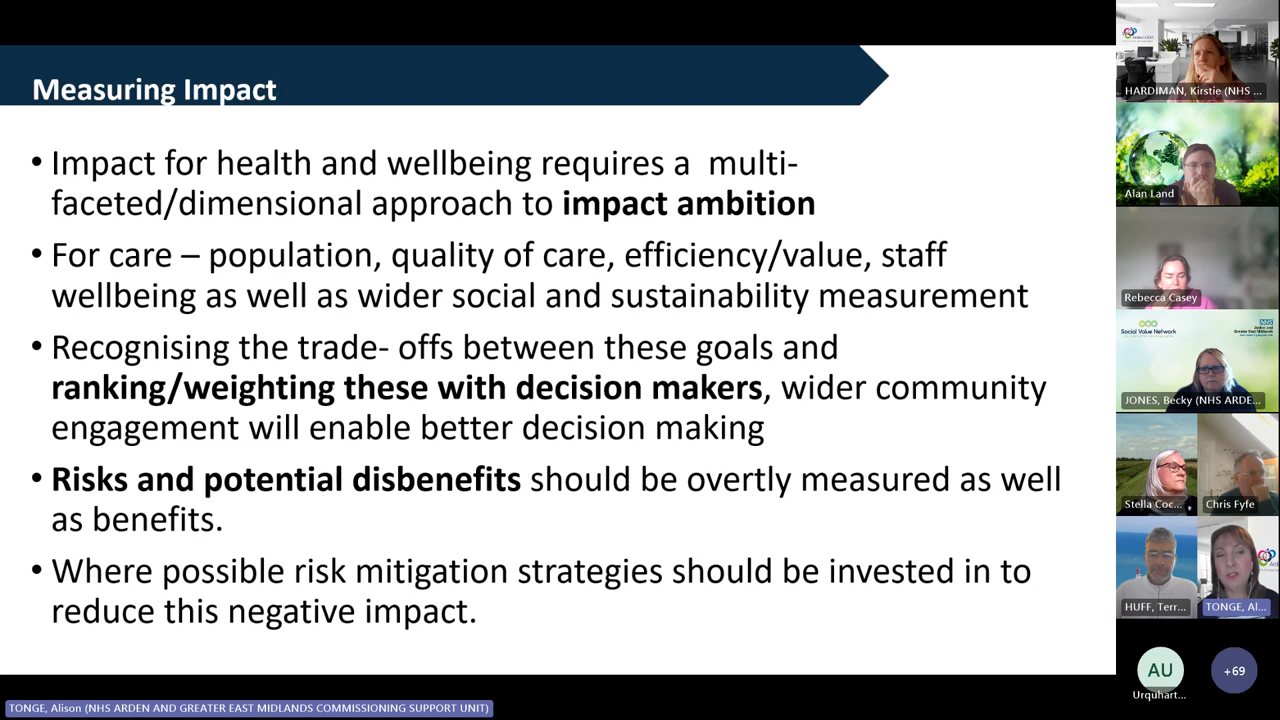 Measuring Impact
• Impact for health and wellbeing requires a  multi-
faceted/dimensional approach to impact ambition
• For care – population, quality of care, efficiency/value, staff
wellbeing as well as wider social and sustainability measurement
• Recognising the trade- offs between these goals and
ranking/weighting these with decision makers, wider community
engagement will enable better decision making
• Risks and potential disbenefits should be overtly measured as well
as benefits.
• Where possible risk mitigation strategies should be invested in to
reduce this negative impact.
TONGE, Alison (NHS ARDEN AND GREATER EAST MIDLANDS COMMISSIONING SUPPORT UNIT)
HARDIMAN, Kirstie (NHS ...
Alan Land
Rebecca Casey
Social Value Network
NHS
JONES, Becky (NHS ARDE...
Stella Coc...
Chris Fyfe
HUFF, Terr...
TONGE, Al...
AU
Urquhart...
+69